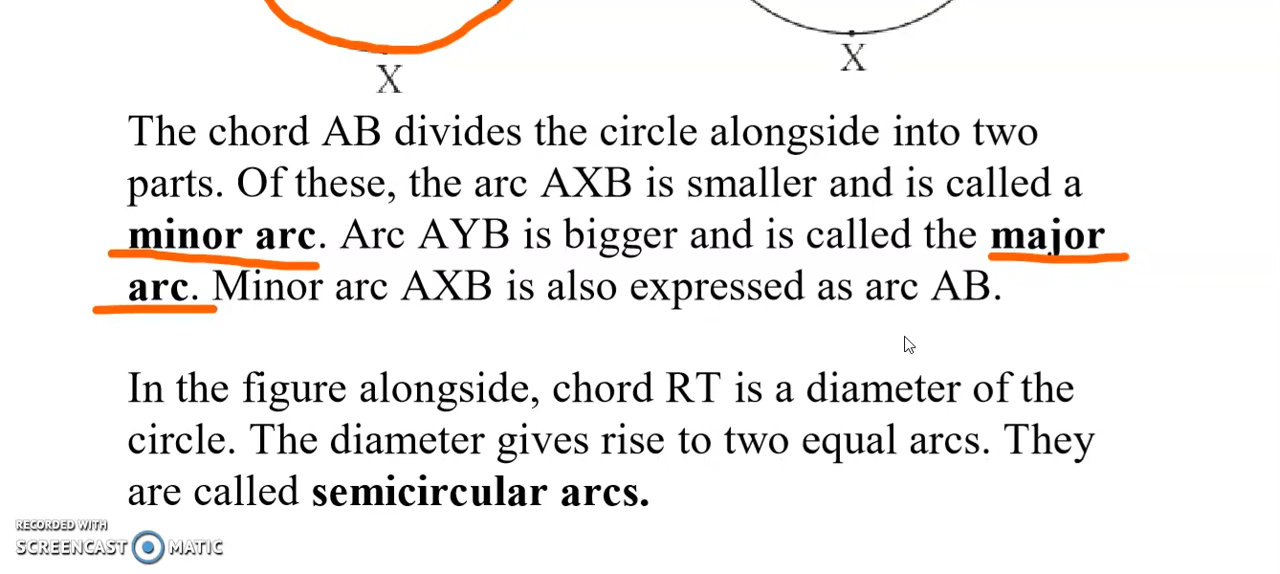 X
X
The chord AB divides the circle alongside into two
parts. Of these, the arc AXB is smaller and is called a
minor arc. Arc AYB is bigger and is called the major
arc. Minor arc AXB is also expressed as arc AB.
In the figure alongside, chord RT is a diameter of the
circle. The diameter gives rise to two equal arcs. They
are called semicircular arcs.
RECORDED WITH
SCREENCAST MATIC